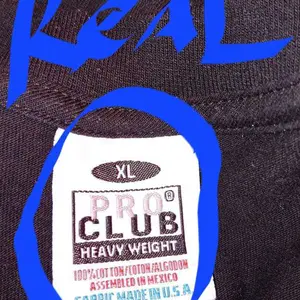 REAL
XL
PRO®
CLUB
HEAVY WEIGHT
100%COTTON/COTON/ALGODON
ASSEMBLED IN MEXICO
FABRIC MADE IN U.S.A